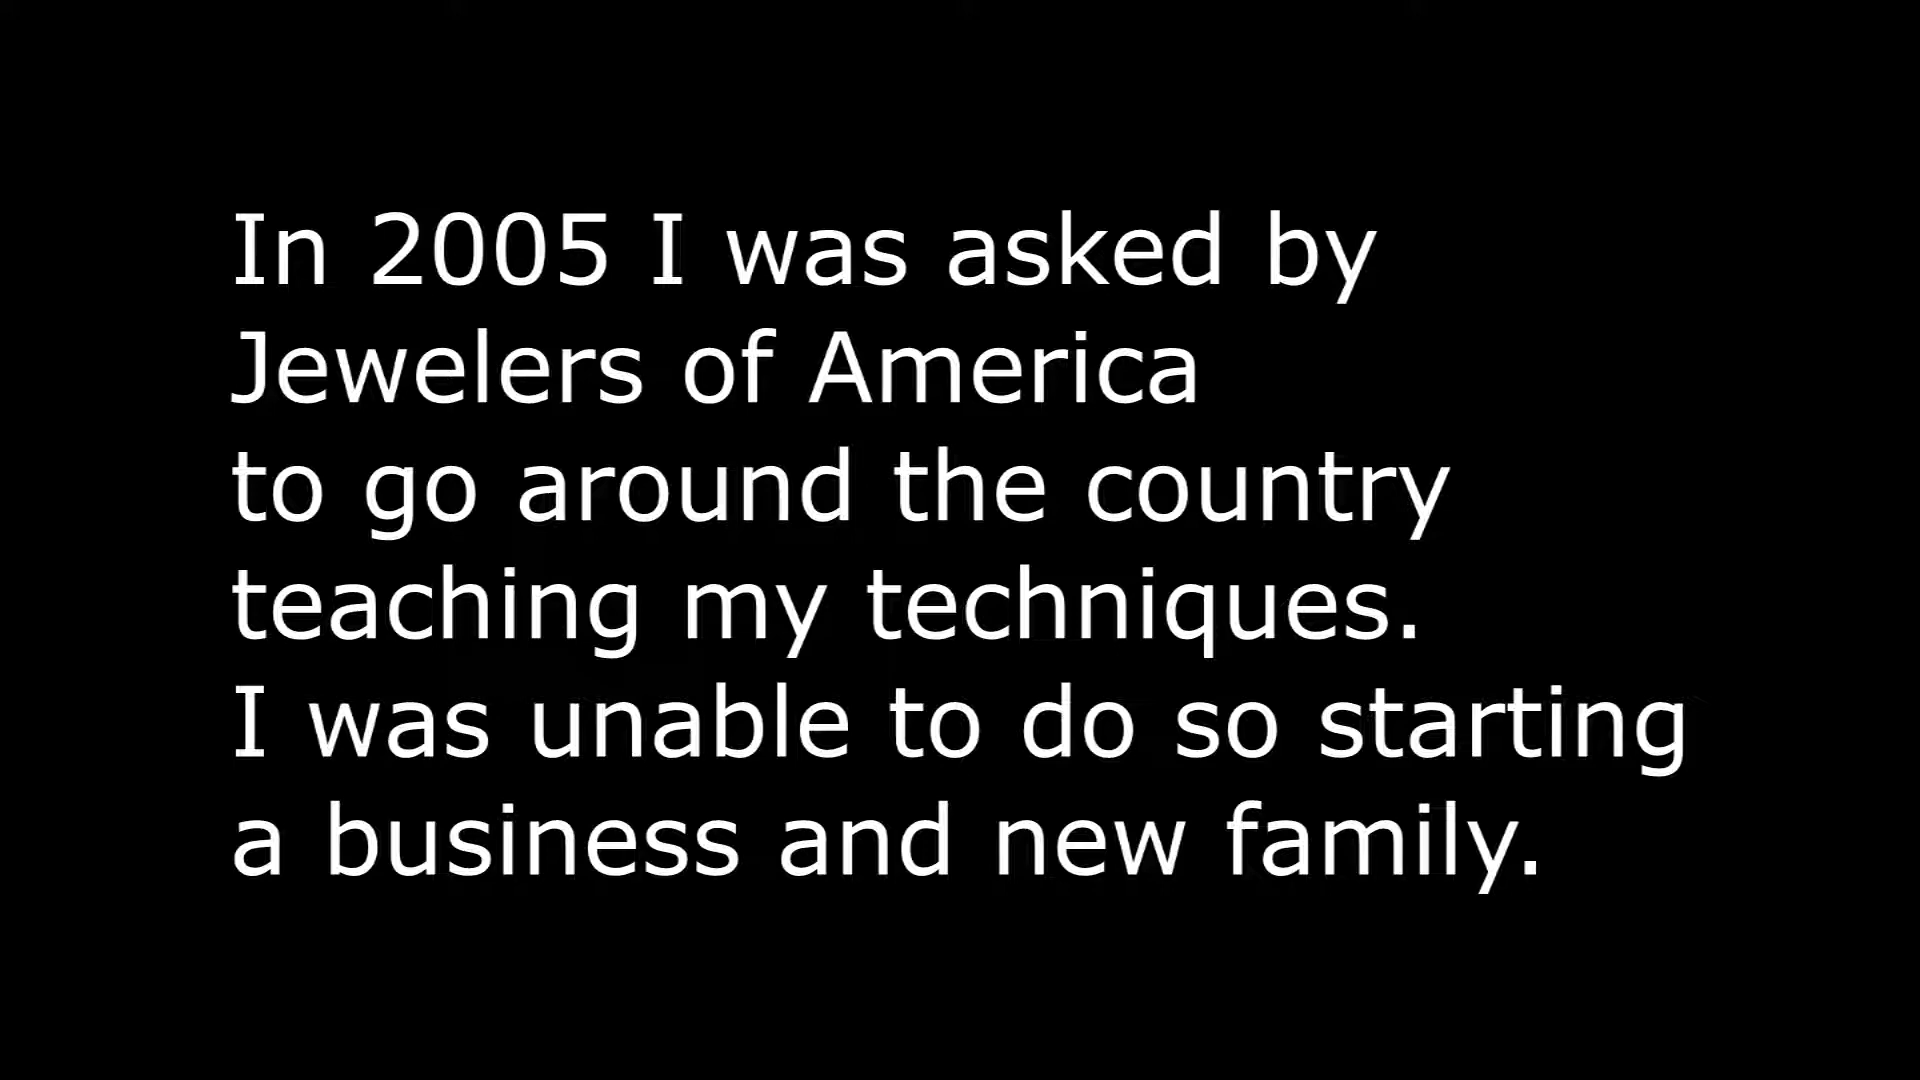 In 2005 I was asked by
Jewelers of America
to go around the country
teaching my techniques.
I was unable to do so starting
a business and new family.